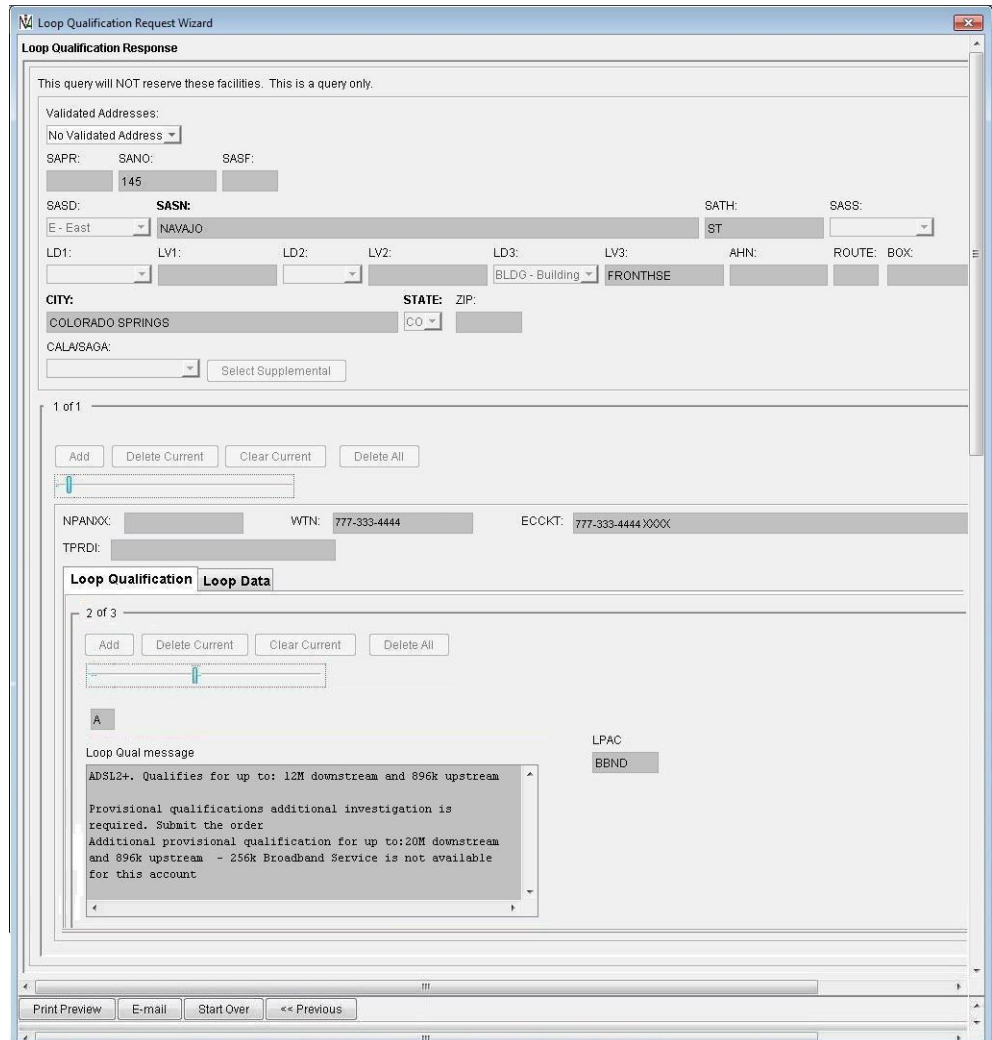 Loop Qualification Request Wizard
Loop Qualification Response
This query will NOT reserve these facilities. This is a query only.
Validated Addresses:
No Validated Address
SAPR: SANO: SASF:
145
SASD: SASN: SATH: SASS:
E - East NAVAJO ST
LD1: LV1: LD2: LV2: LD3: LV3: AHN: ROUTE: BOX:
BLDG - Building FRONTHSE
CITY: STATE: ZIP:
COLORADO SPRINGS CO
CALA/SAGA:
Select Supplemental
1 of 1
Add Delete Current Clear Current Delete All
NPANXX: WTN: 777-333-4444 ECCKT: 777-333-4444 XXXX
TPRDI:
Loop Qualification Loop Data
2 of 3
Add Delete Current Clear Current Delete All
A
LPAC
Loop Qual message
BBND
ADSL2+. Qualifies for up to: 12M downstream and 896k upstream
Provisional qualifications additional investigation is
required. Submit the order
Additional provisional qualification for up to:20M downstream
and 896k upstream - 256k Broadband Service is not available
for this account
Print Preview E-mail Start Over << Previous